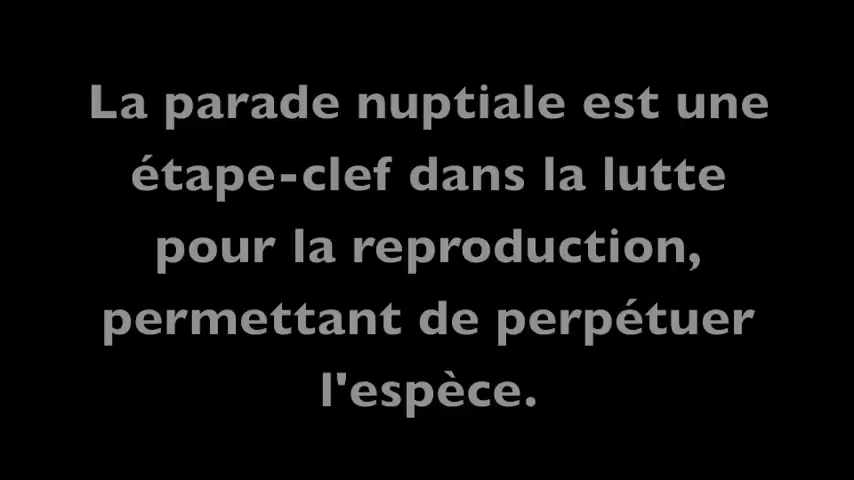 La parade nuptiale est une
étape-clef dans la lutte
pour la reproduction,
permettant de perpétuer
l'espèce.